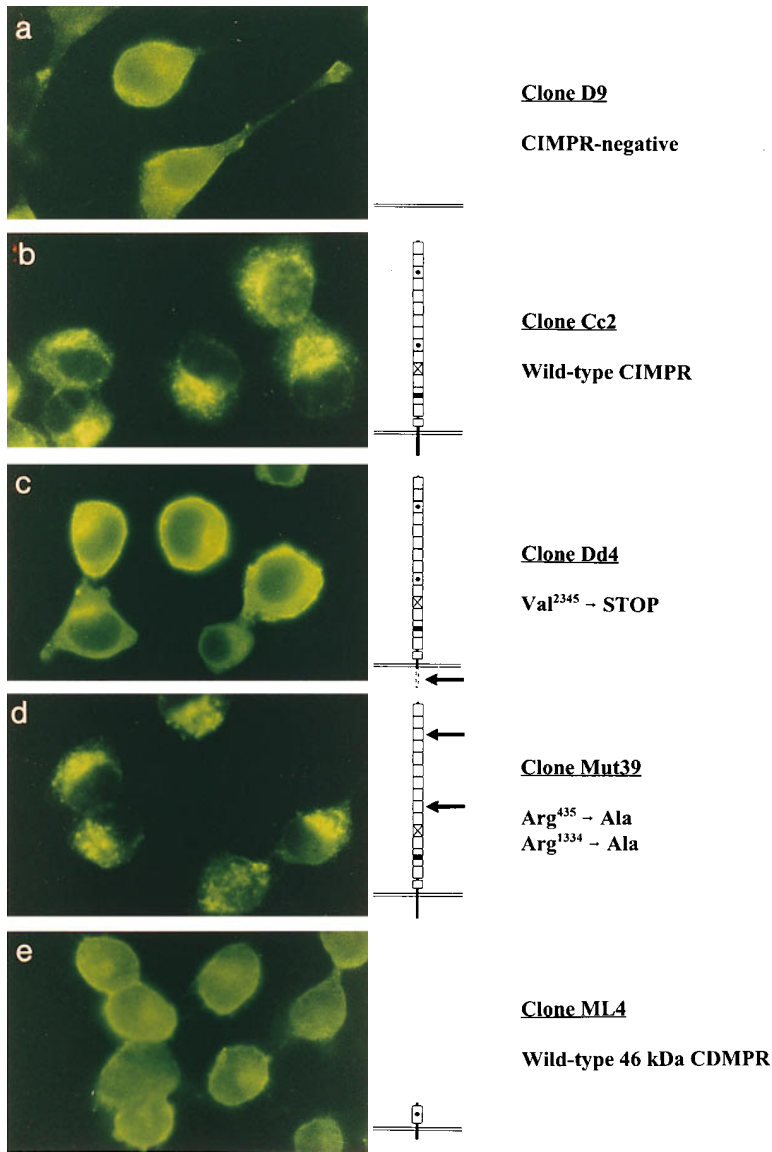 a
Clone D9
CIMPR-negative
b
Clone Cc2
Wild-type CIMPR
c
Clone Dd4
Val2345 → STOP
d
Clone Mut39
Arg435 → Ala
Arg1334 → Ala
e
Clone ML4
Wild-type 46 kDa CDMPR